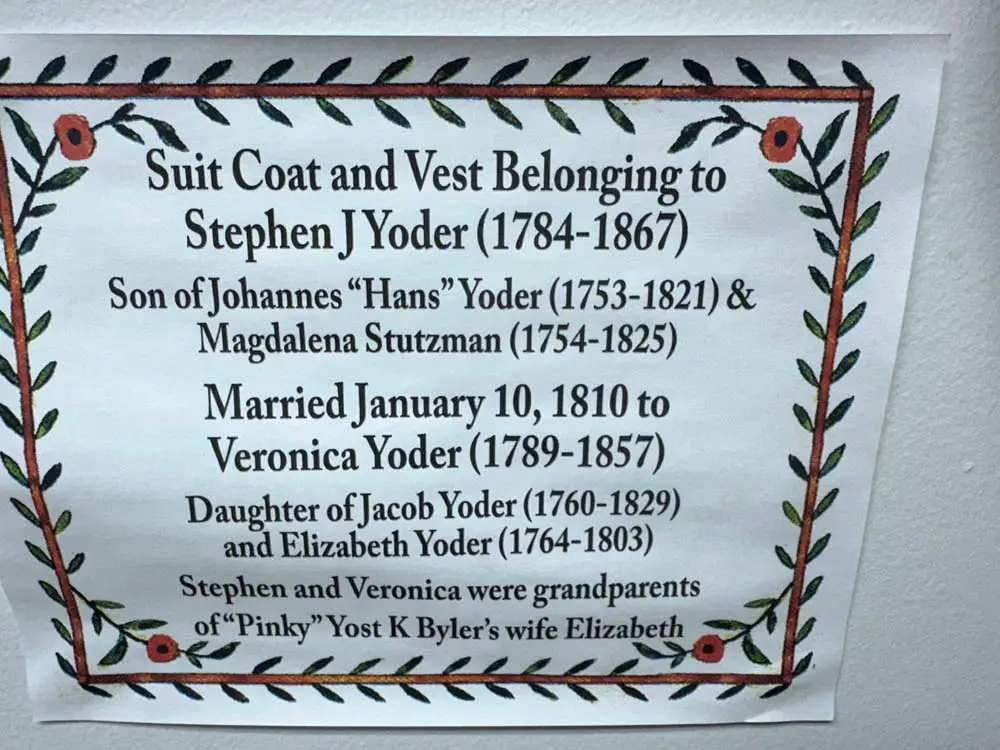 Suit Coat and Vest Belonging to
Stephen J Yoder (1784-1867)
Son of Johannes “Hans” Yoder (1753-1821) &
Magdalena Stutzman (1754-1825)
Married January 10, 1810 to
Veronica Yoder (1789-1857)
Daughter of Jacob Yoder (1760-1829)
and Elizabeth Yoder (1764-1803)
Stephen and Veronica were grandparents
of “Pinky” Yost K Byler’s wife Elizabeth